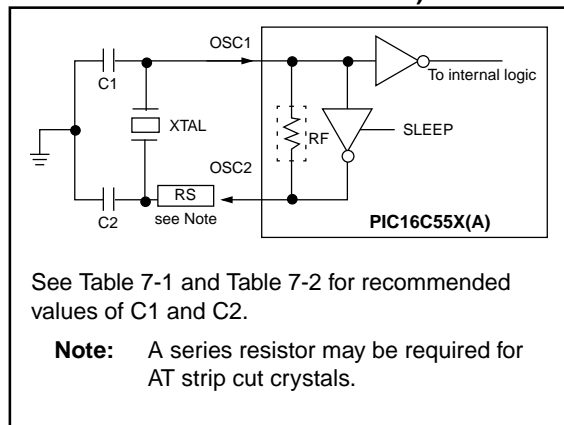 OSC1
C1
To internal logic
XTAL
RF
SLEEP
OSC2
RS
C2
see Note
PIC16C55X(A)
See Table 7-1 and Table 7-2 for recommended
values of C1 and C2.
Note: A series resistor may be required for
AT strip cut crystals.